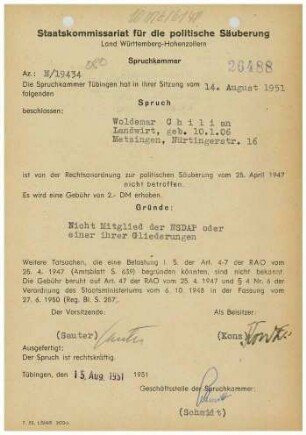 Staatskommissariat für die politische Säuberung
Land Württemberg-Hohenzollern
Spruchkammer
26488
Az.: N/19434
Die Spruchkammer Tübingen hat in ihrer Sitzung vom 14. August 1951
folgenden
Spruch
beschlossen:
Woldemar Chilian
Landwirt, geb. 10.1.06
Metzingen, Nürtingerstr. 16
ist von der Rechtsanordnung zur politischen Säuberung vom 25. April 1947
nicht betroffen.
Es wird eine Gebühr von 2.- DM erhoben.
Gründe:
Nicht Mitglied der NSDAP oder
einer ihrer Gliederungen
Weitere Tatsachen, die eine Belastung i. S. der Art. 4-7 der RAO vom
25. 4. 1947 (Amtsblatt S. 659) begründen könnten, sind nicht bekannt.
Die Gebühr beruht auf Art. 47 der RAO vom 25. 4. 1947 und § 4 Nr. 4 der
Verordnung des Staatsministeriums vom 6. 10. 1948 in der Fassung vom
27. 6. 1950 (Reg. Bl. S. 257).
Der Vorsitzende: Als Beisitzer:
(Sauter) (Konz)
Ausgefertigt:
Der Spruch ist rechtskräftig.
Tübingen, den 15. Aug. 1951 1951
Geschäftsstelle der Spruchkammer:
(Schmidt)